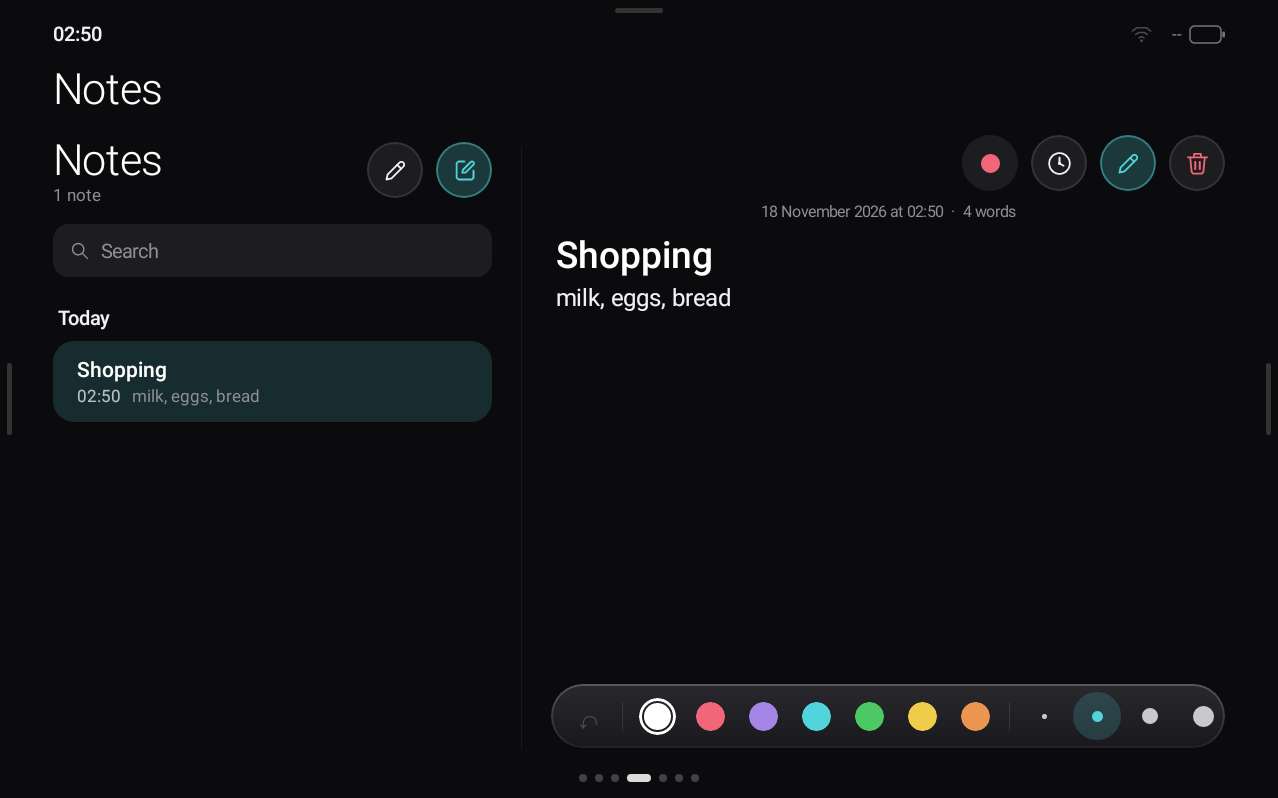 02:50
--
Notes
Notes
1 note
Search
Today
Shopping
02:50 milk, eggs, bread
18 November 2026 at 02:50 · 4 words
Shopping
milk, eggs, bread